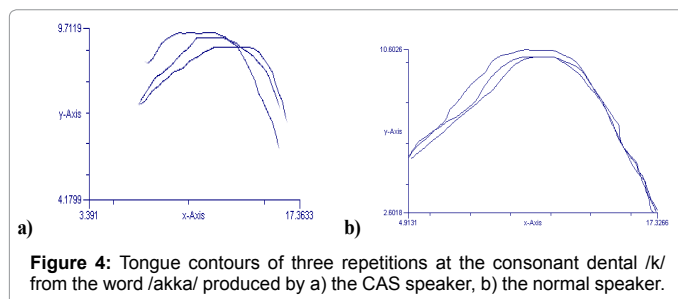 9.7119
y-Axis
4.1799
3.391
x-Axis
17.3633
a)
10.6026
y-Axis
2.6018
4.9131
x-Axis
17.3266
b)
Figure 4: Tongue contours of three repetitions at the consonant dental /k/
from the word /akka/ produced by a) the CAS speaker, b) the normal speaker.